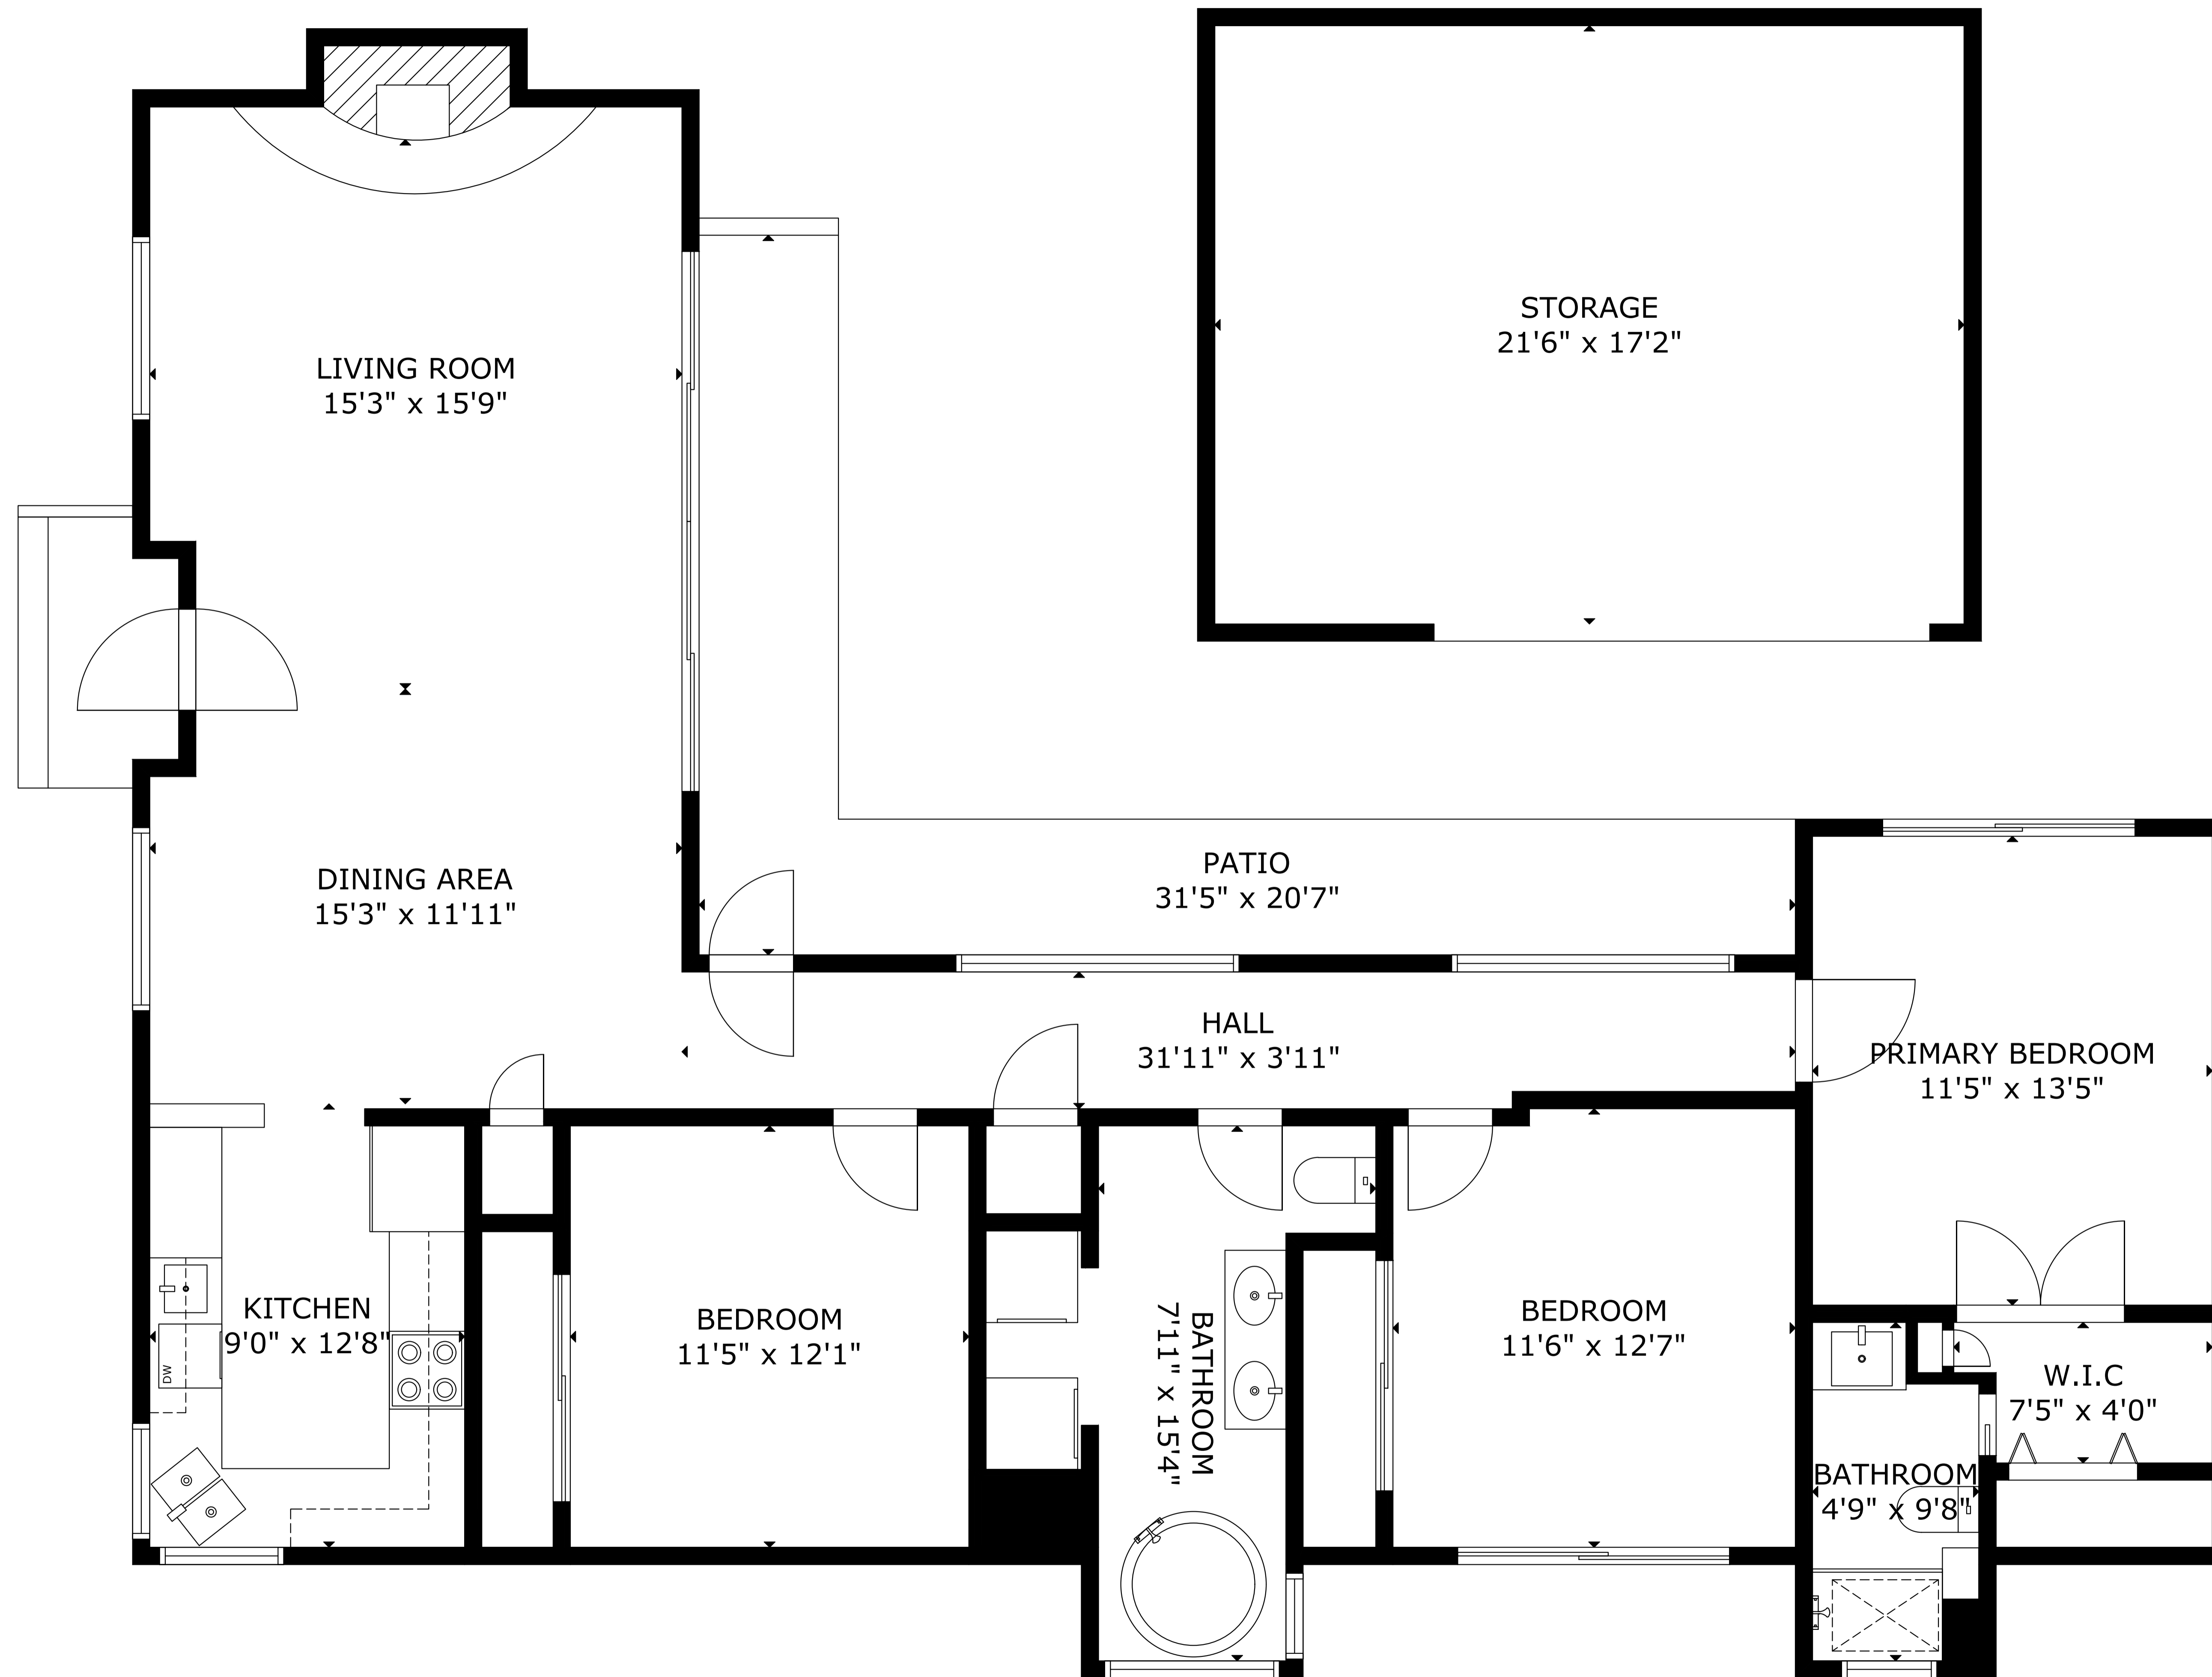 STORAGE
21'6" x 17'2"
LIVING ROOM
15'3" x 15'9"
DINING AREA
15'3" x 11'11"
PATIO
31'5" x 20'7"
HALL
31'11" x 3'11"
PRIMARY BEDROOM
11'5" x 13'5"
KITCHEN
9'0" x 12'8"
DW
BEDROOM
11'5" x 12'1"
BATHROOM
7'11" x 15'4"
BEDROOM
11'6" x 12'7"
W.I.C
7'5" x 4'0"
BATHROOM
4'9" x 9'8"